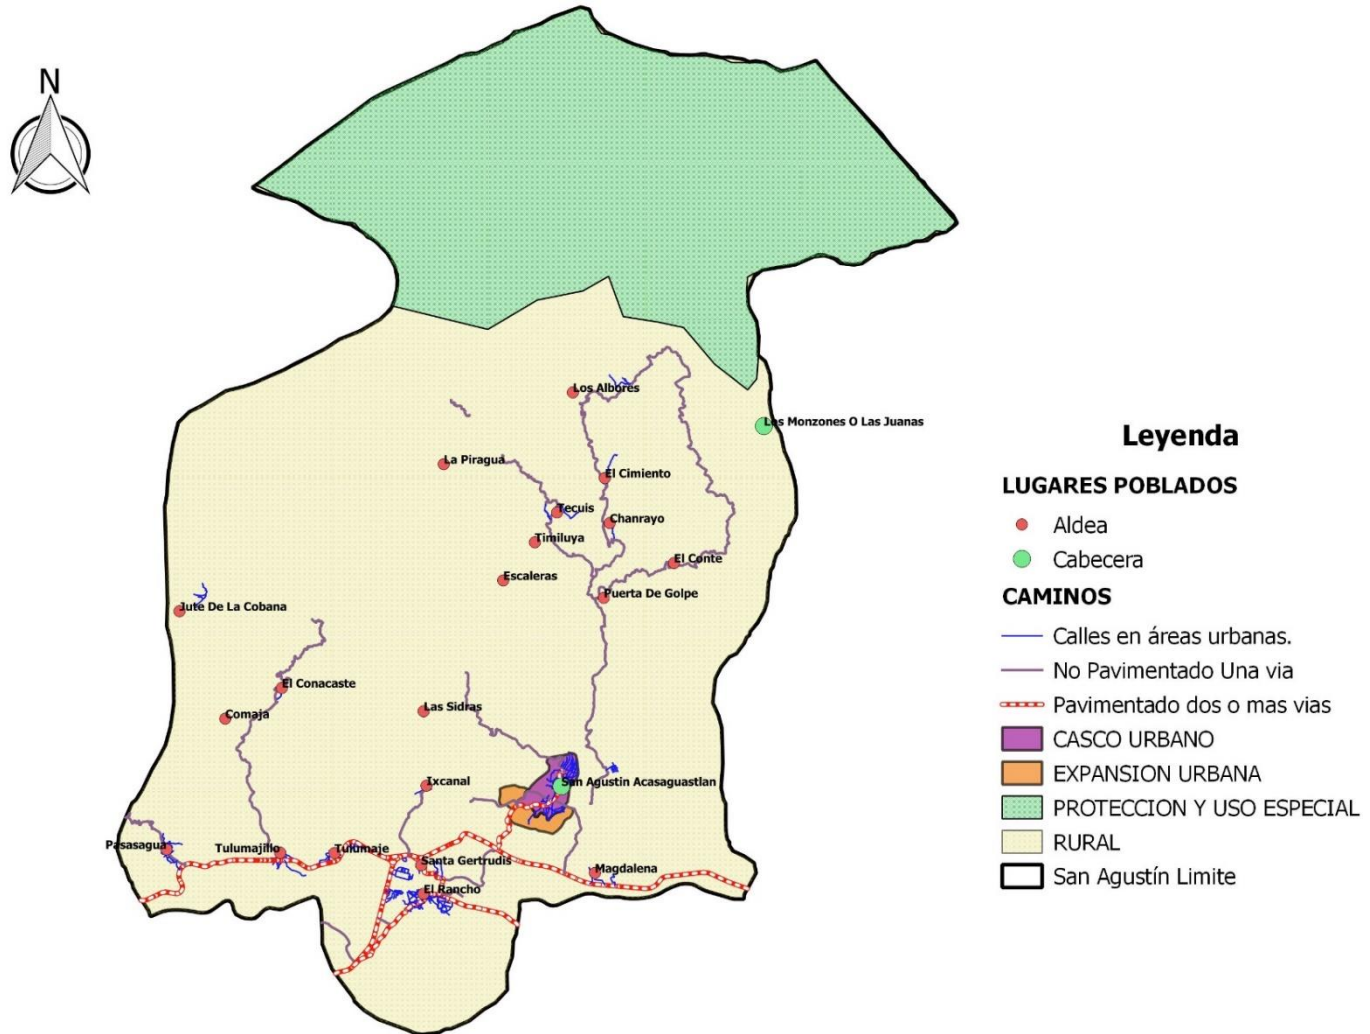 N
Los Albores
Los Monzones O Las Juanas
La Piragua
El Cimiento
Tecuis
Chanrayo
Timiluya
El Conte
Escaleras
Puerta De Golpe
Jute De La Cobana
El Conacaste
Las Sidras
Comaja
Ixcanal
San Agustin Acasaguastlan
Pasasagua
Tulumajillo
Tulumaje
Santa Gertrudis
Magdalena
El Rancho
Leyenda
LUGARES POBLADOS
Aldea
Cabecera
CAMINOS
Calles en áreas urbanas.
No Pavimentado Una via
Pavimentado dos o mas vias
CASCO URBANO
EXPANSION URBANA
PROTECCION Y USO ESPECIAL
RURAL
San Agustín Limite